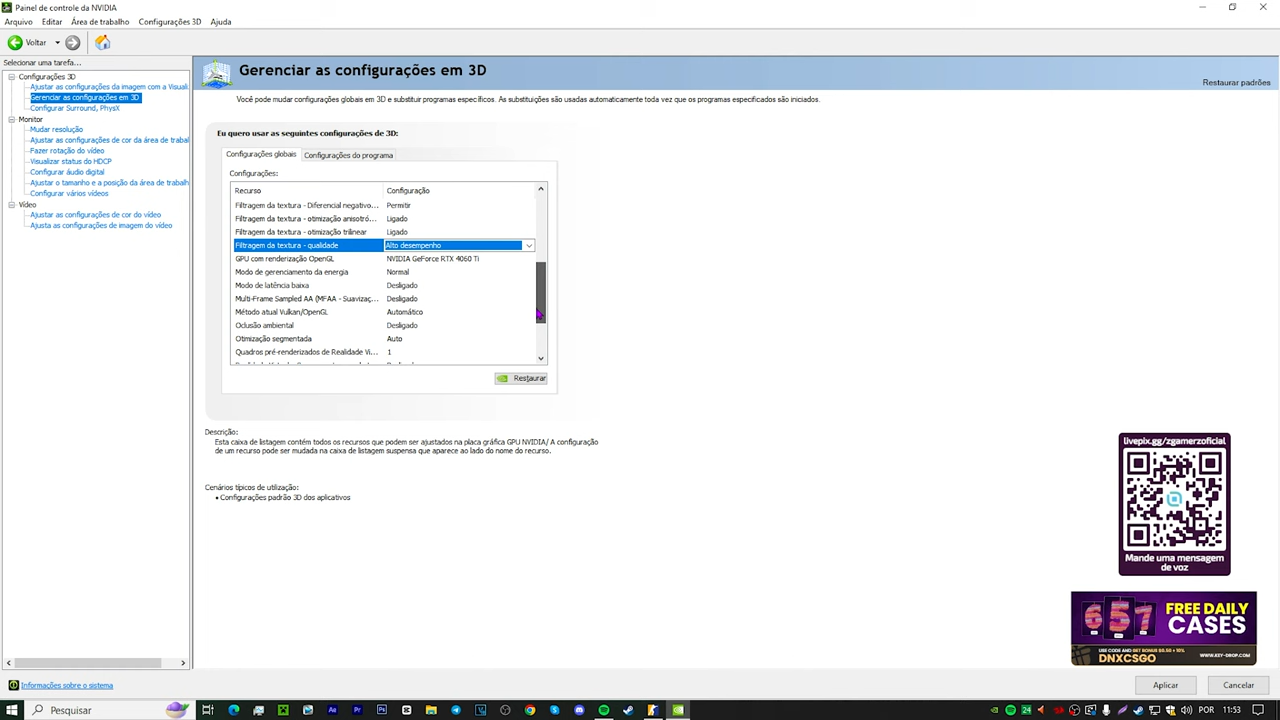 Painel de controle da NVIDIA
Arquivo Editar Área de trabalho Configurações 3D Ajuda
Voltar
Selecionar uma tarefa...
Configurações 3D
Ajustar as configurações da imagem com a Visuali
Gerenciar as configurações em 3D
Configurar Surround, PhysX
Monitor
Mudar resolução
Ajustar as configurações de cor da área de trabal
Fazer rotação do vídeo
Visualizar status do HDCP
Configurar áudio digital
Ajustar o tamanho e a posição da área de trabalh
Configurar vários vídeos
Vídeo
Ajustar as configurações de cor do vídeo
Ajusta as configurações de imagem do vídeo
Gerenciar as configurações em 3D
Restaurar padrões
Você pode mudar configurações globais em 3D e substituir programas específicos. As substituições são usadas automaticamente toda vez que os programas especificados são iniciados.
Eu quero usar as seguintes configurações de 3D:
Configurações globais Configurações do programa
Configurações:
Recurso Configuração
Filtragem da textura - Diferencial negativo... Permitir
Filtragem da textura - otimização anisotró... Ligado
Filtragem da textura - otimização trilinear Ligado
Filtragem da textura - qualidade Alto desempenho
GPU com renderização OpenGL NVIDIA GeForce RTX 4060 Ti
Modo de gerenciamento da energia Normal
Modo de latência baixa Desligado
Multi-Frame Sampled AA (MFAA - Suavizaç... Desligado
Método atual Vulkan/OpenGL Automático
Oclusão ambiental Desligado
Otimização segmentada Auto
Quadros pré-renderizados de Realidade Vi... 1
Restaurar
Descrição:
Esta caixa de listagem contém todos os recursos que podem ser ajustados na placa gráfica GPU NVIDIA/ A configuração
de um recurso pode ser mudada na caixa de listagem suspensa que aparece ao lado do nome do recurso.
Cenários típicos de utilização:
• Configurações padrão 3D dos aplicativos
livepix.gg/zgamerzoficial
Mande uma mensagem
de voz
657
FREE DAILY
CASES
USE CODE AND GET BONUS $0.55 + 10%
DNXCSGO
WWW.KEY-DROP.COM
Informações sobre o sistema
Aplicar Cancelar
Pesquisar
POR 11:53